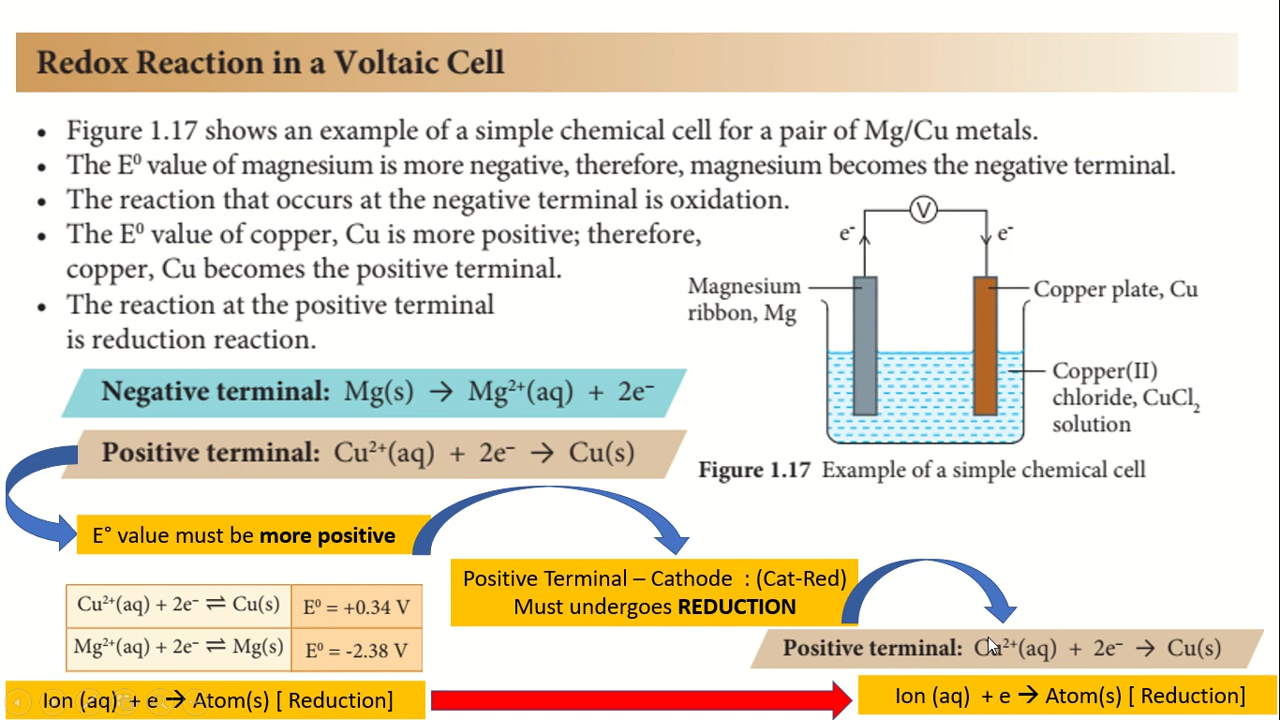 Redox Reaction in a Voltaic Cell
• Figure 1.17 shows an example of a simple chemical cell for a pair of Mg/Cu metals.
• The E⁰ value of magnesium is more negative, therefore, magnesium becomes the negative terminal.
• The reaction that occurs at the negative terminal is oxidation.
• The E⁰ value of copper, Cu is more positive; therefore,
copper, Cu becomes the positive terminal.
• The reaction at the positive terminal
is reduction reaction.
V
e⁻
e⁻
Magnesium
ribbon, Mg
Copper plate, Cu
Copper(II)
chloride, CuCl₂
solution
Figure 1.17 Example of a simple chemical cell
Negative terminal: Mg(s) → Mg²⁺(aq) + 2e⁻
Positive terminal: Cu²⁺(aq) + 2e⁻ → Cu(s)
E° value must be more positive
Positive Terminal – Cathode : (Cat-Red)
Must undergoes REDUCTION
Cu²⁺(aq) + 2e⁻ ⇌ Cu(s) E⁰ = +0.34 V
Mg²⁺(aq) + 2e⁻ ⇌ Mg(s) E⁰ = -2.38 V
Positive terminal: Cu²⁺(aq) + 2e⁻ → Cu(s)
Ion (aq) + e → Atom(s) [ Reduction]
Ion (aq) + e → Atom(s) [ Reduction]